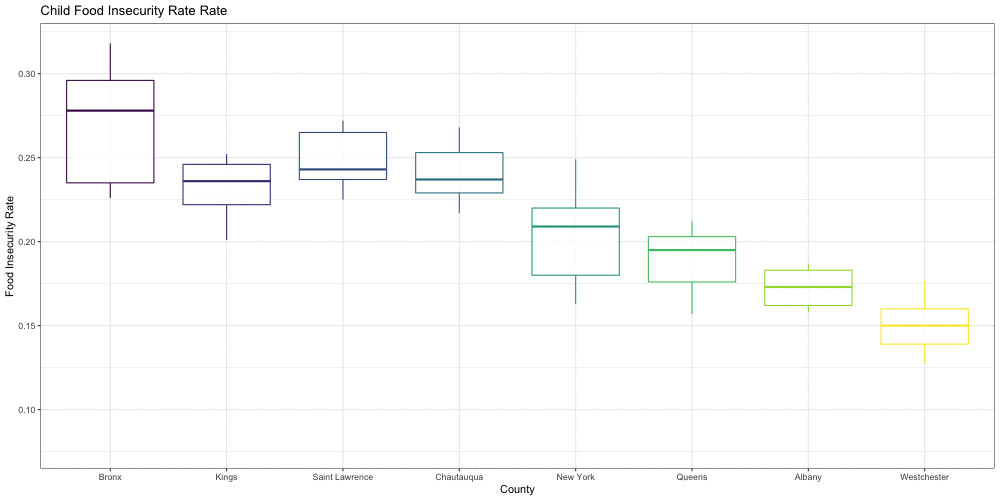 Child Food Insecurity Rate Rate
Food Insecurity Rate
0.30
0.25
0.20
0.15
0.10
Bronx Kings Saint Lawrence Chautauqua New York Queens Albany Westchester
County